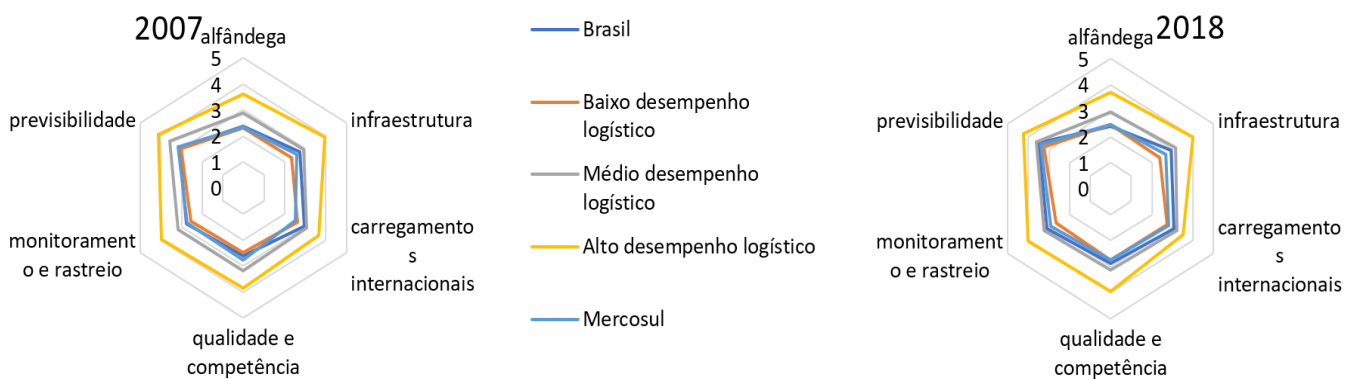 2007
alfândega
5
4
3
2
1
0
previsibilidade
infraestrutura
monitorament
o e rastreio
carregamento
s
internacionais
qualidade e
competência
Brasil
Baixo desempenho
logístico
Médio desempenho
logístico
Alto desempenho logístico
Mercosul
2018
alfândega
5
4
3
2
1
0
previsibilidade
infraestrutura
monitorament
o e rastreio
carregamento
s
internacionais
qualidade e
competência